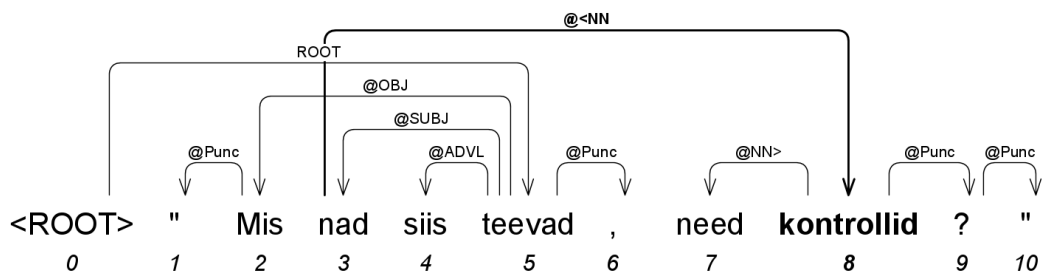 @<NN
ROOT
@OBJ
@SUBJ
@Punc @ADVL @Punc @NN> @Punc @Punc
<ROOT> " Mis nad siis teevad , need kontrollid ? "
0 1 2 3 4 5 6 7 8 9 10